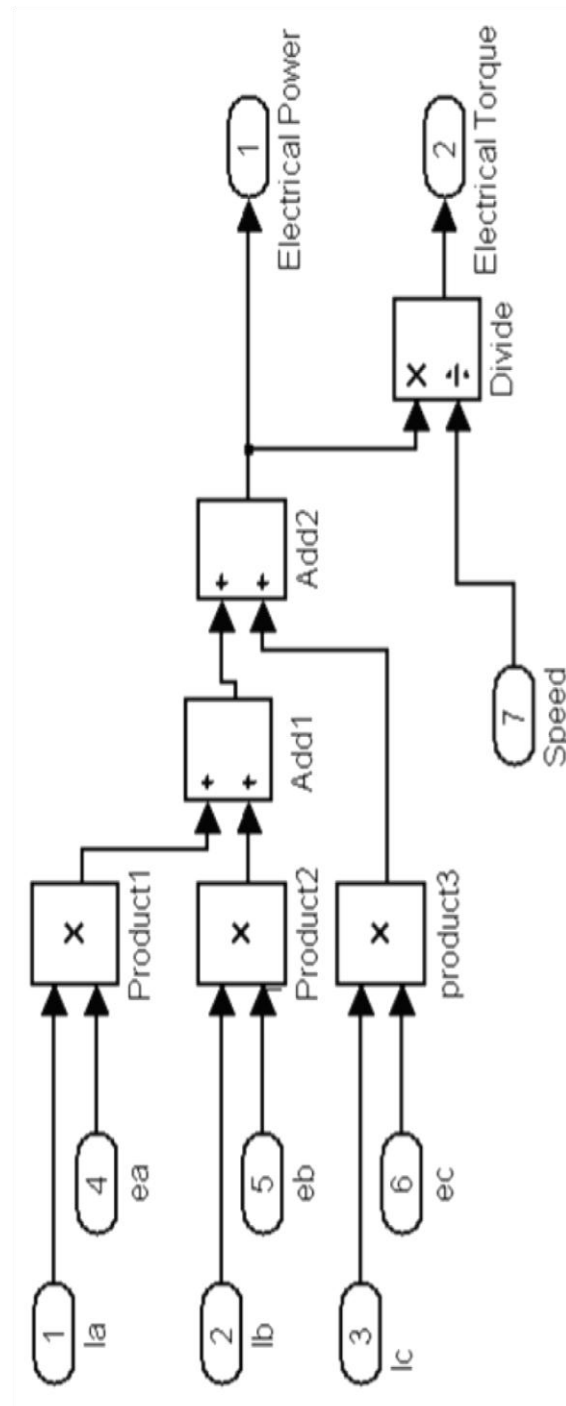 1
Ia
4
ea
2
Ib
5
eb
3
Ic
6
ec
×
Product1
×
Product2
×
product3
+
+
Add1
+
+
Add2
7
Speed
×
÷
Divide
1
Electrical Power
2
Electrical Torque